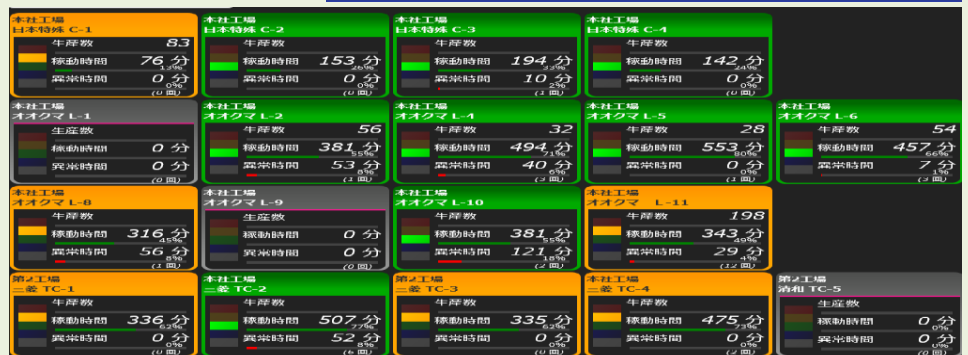 本社工場
日本特殊 C-1
生産数 83
稼動時間 76 分
13%
異常時間 0 分
0%
(0 回)
本社工場
日本特殊 C-2
生産数
稼動時間 153 分
26%
異常時間 0 分
0%
(0 回)
本社工場
日本特殊 C-3
生産数
稼動時間 194 分
33%
異常時間 10 分
2%
(1 回)
本社工場
日本特殊 C-4
生産数
稼動時間 142 分
24%
異常時間 0 分
0%
(0 回)
本社工場
オオクマ L-1
生産数
稼動時間 0 分
異常時間 0 分
(0 回)
本社工場
オオクマ L-2
生産数 56
稼動時間 381 分
55%
異常時間 53 分
8%
(1 回)
本社工場
オオクマ L-4
生産数 32
稼動時間 494 分
71%
異常時間 40 分
6%
(3 回)
本社工場
オオクマ L-5
生産数 28
稼動時間 553 分
80%
異常時間 0 分
0%
(1 回)
本社工場
オオクマ L-6
生産数 54
稼動時間 457 分
66%
異常時間 7 分
1%
(3 回)
本社工場
オオクマ L-8
生産数
稼動時間 316 分
45%
異常時間 56 分
8%
(1 回)
本社工場
オオクマ L-9
生産数
稼動時間 0 分
異常時間 0 分
(0 回)
本社工場
オオクマ L-10
生産数
稼動時間 381 分
55%
異常時間 121 分
18%
(2 回)
本社工場
オオクマ L-11
生産数 198
稼動時間 343 分
49%
異常時間 29 分
4%
(12 回)
第2工場
三菱 TC-1
生産数
稼動時間 336 分
62%
異常時間 0 分
0%
(0 回)
本社工場
三菱 TC-2
生産数
稼動時間 507 分
77%
異常時間 52 分
8%
(6 回)
第2工場
三菱 TC-3
生産数
稼動時間 335 分
62%
異常時間 0 分
0%
(0 回)
本社工場
三菱 TC-4
生産数
稼動時間 475 分
73%
異常時間 0 分
0%
(2 回)
第2工場
清和 TC-5
生産数
稼動時間 0 分
0%
異常時間 0 分
0%
(0 回)